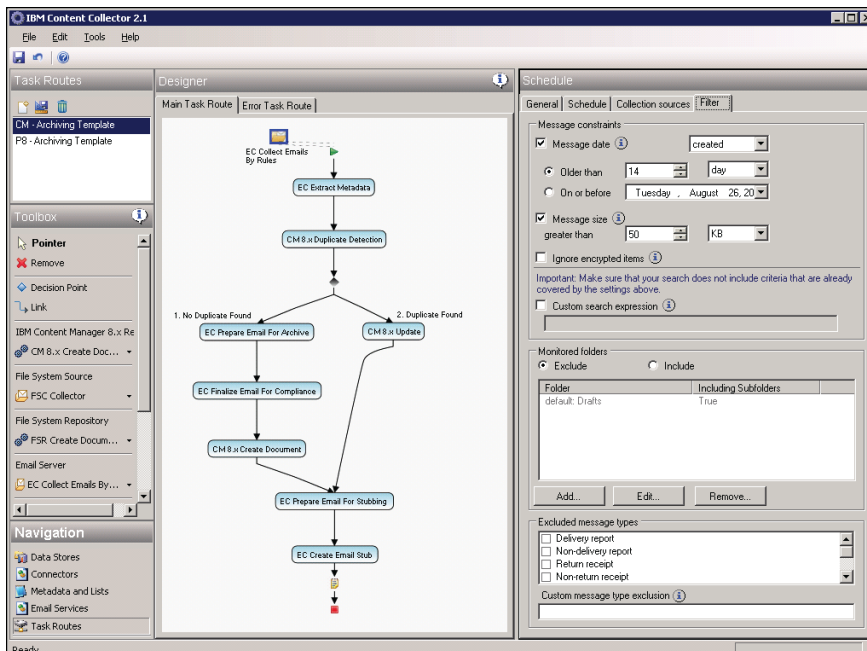 IBM Content Collector 2.1
File Edit Tools Help
Task Routes
CM - Archiving Template
P8 - Archiving Template
Toolbox
Pointer
Remove
Decision Point
Link
IBM Content Manager 8.x Re
CM 8.x Create Doc...
File System Source
FSC Collector
File System Repository
FSR Create Docum...
Email Server
EC Collect Emails By...
Navigation
Data Stores
Connectors
Metadata and Lists
Email Services
Task Routes
Ready
Designer
Main Task Route Error Task Route
EC Collect Emails
By Rules
EC Extract Metadata
CM 8.x Duplicate Detection
1. No Duplicate Found
2. Duplicate Found
EC Prepare Email For Archive
CM 8.x Update
EC Finalize Email For Compliance
CM 8.x Create Document
EC Prepare Email For Stubbing
EC Create Email Stub
Schedule
General Schedule Collection sources Filter
Message constraints
Message date created
Older than 14 day
On or before Tuesday , August 26, 20
Message size
greater than 50 KB
Ignore encrypted items
Important: Make sure that your search does not include criteria that are already
covered by the settings above.
Custom search expression
Monitored folders
Exclude Include
Folder Including Subfolders
default: Drafts True
Add... Edit... Remove...
Excluded message types
Delivery report
Non-delivery report
Return receipt
Non-return receipt
Custom message type exclusion